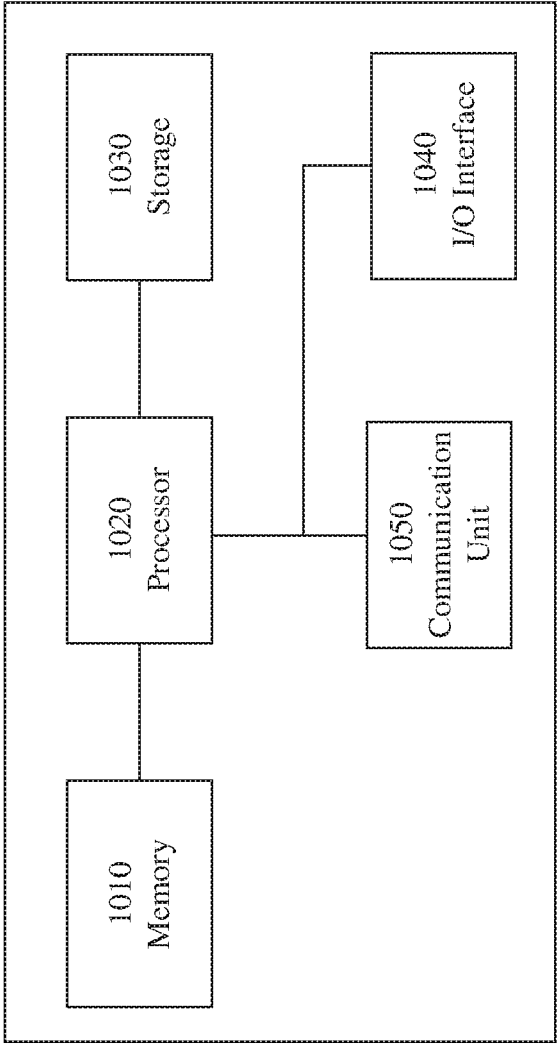 1010
Memory
1020
Processor
1030
Storage
1050
Communication
Unit
1040
I/O Interface